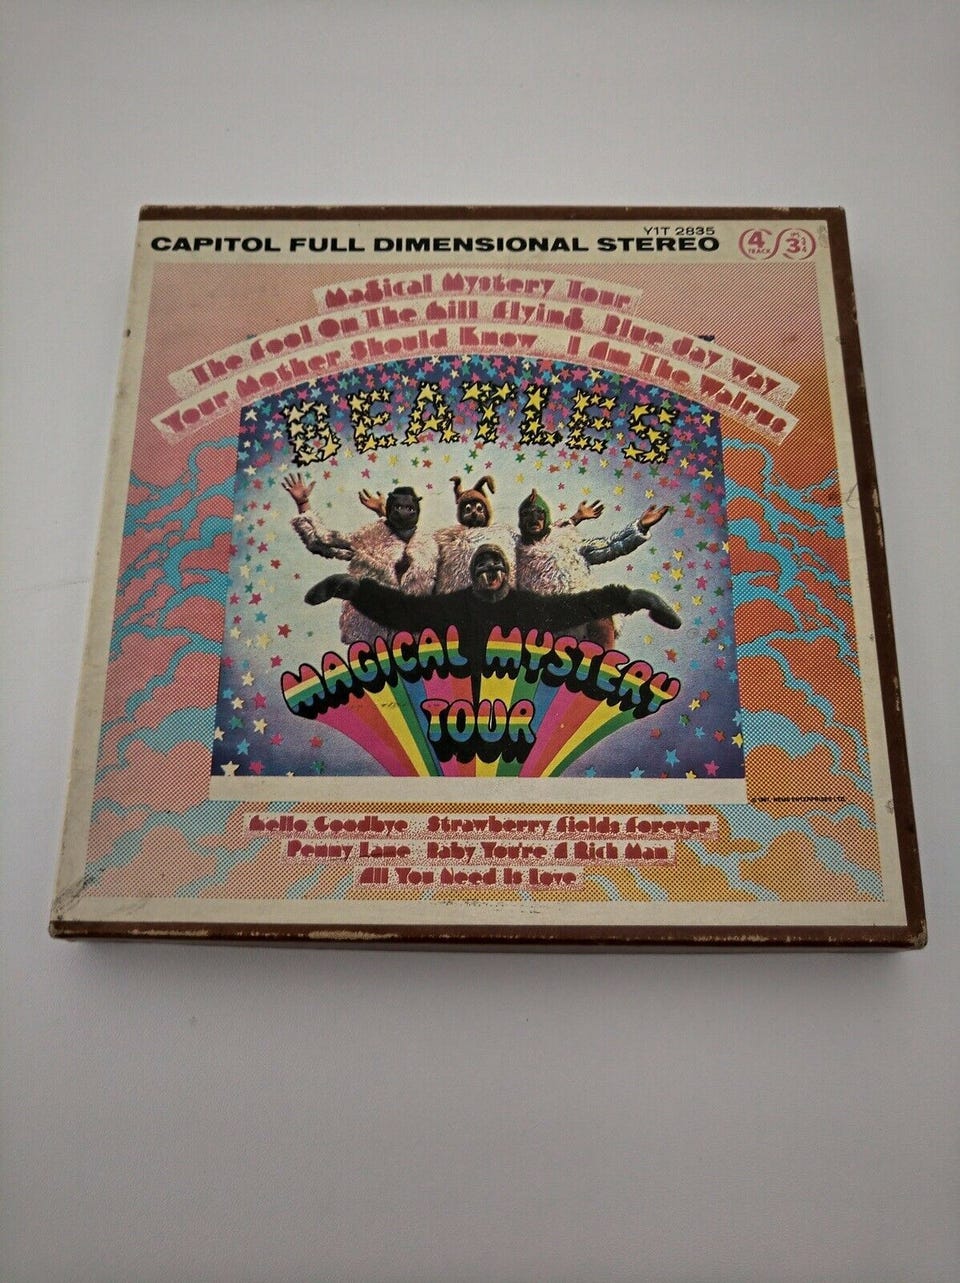 Y1T 2835
CAPITOL FULL DIMENSIONAL STEREO
4 TRACK
IPS 3 3/4
Magical Mystery Tour
The Fool On The Hill Flying Blue Jay Way
Your Mother Should Know I Am The Walrus
BEATLES
MAGICAL MYSTERY
TOUR
Hello Goodbye Strawberry Fields Forever
Penny Lane Baby You're A Rich Man
All You Need Is Love